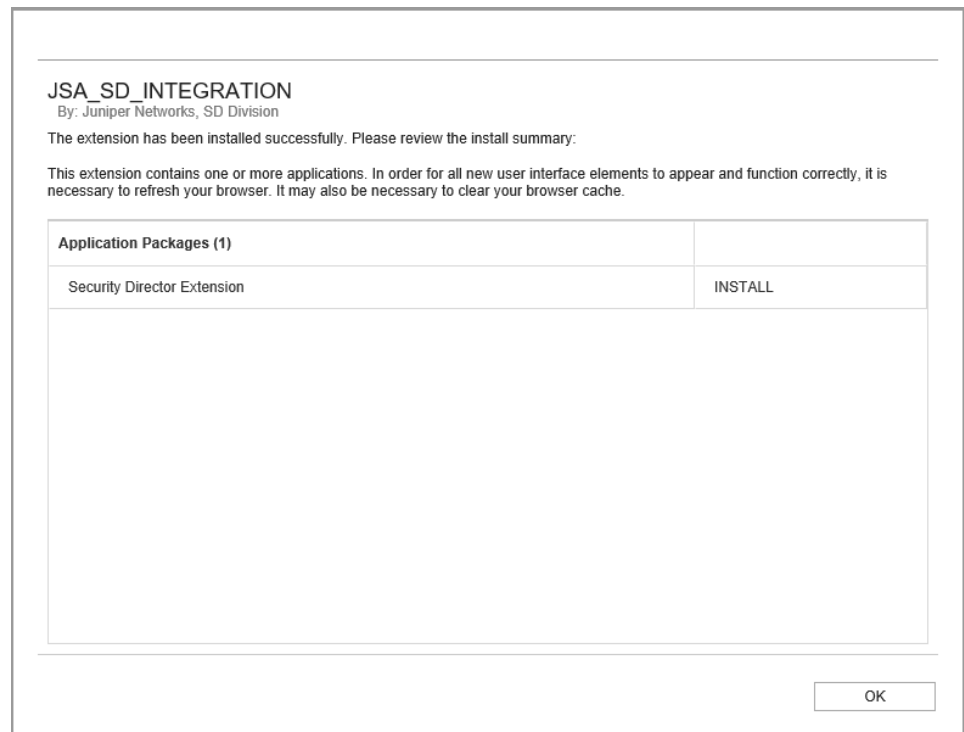 JSA_SD_INTEGRATION
By: Juniper Networks, SD Division
The extension has been installed successfully. Please review the install summary:
This extension contains one or more applications. In order for all new user interface elements to appear and function correctly, it is
necessary to refresh your browser. It may also be necessary to clear your browser cache.
Application Packages (1)
Security Director Extension INSTALL
OK